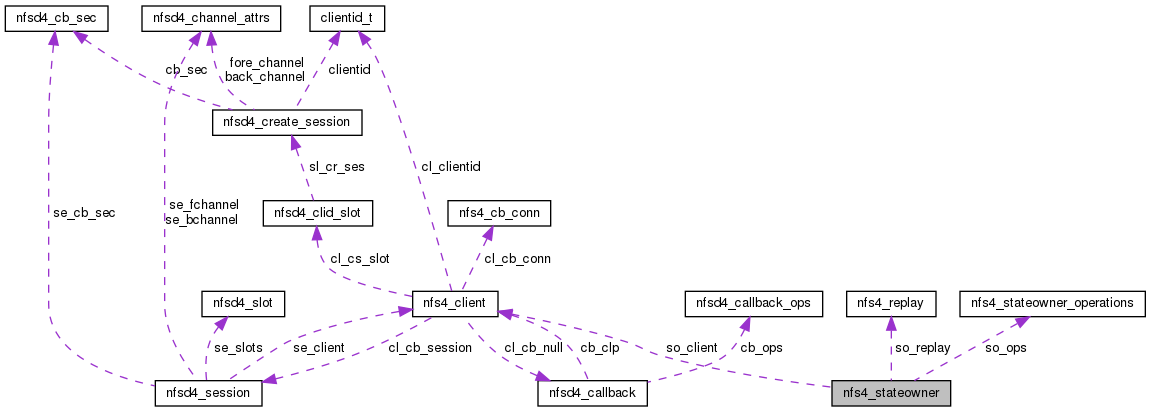 nfsd4_cb_sec
nfsd4_channel_attrs
clientid_t
cb_sec
fore_channel
back_channel
clientid
nfsd4_create_session
cl_clientid
sl_cr_ses
se_cb_sec
se_fchannel
se_bchannel
nfsd4_clid_slot
nfs4_cb_conn
cl_cs_slot
cl_cb_conn
nfsd4_slot
nfs4_client
nfsd4_callback_ops
nfs4_replay
nfs4_stateowner_operations
se_slots
se_client
cl_cb_session
cl_cb_null
cb_clp
so_client
cb_ops
so_replay
so_ops
nfsd4_session
nfsd4_callback
nfs4_stateowner